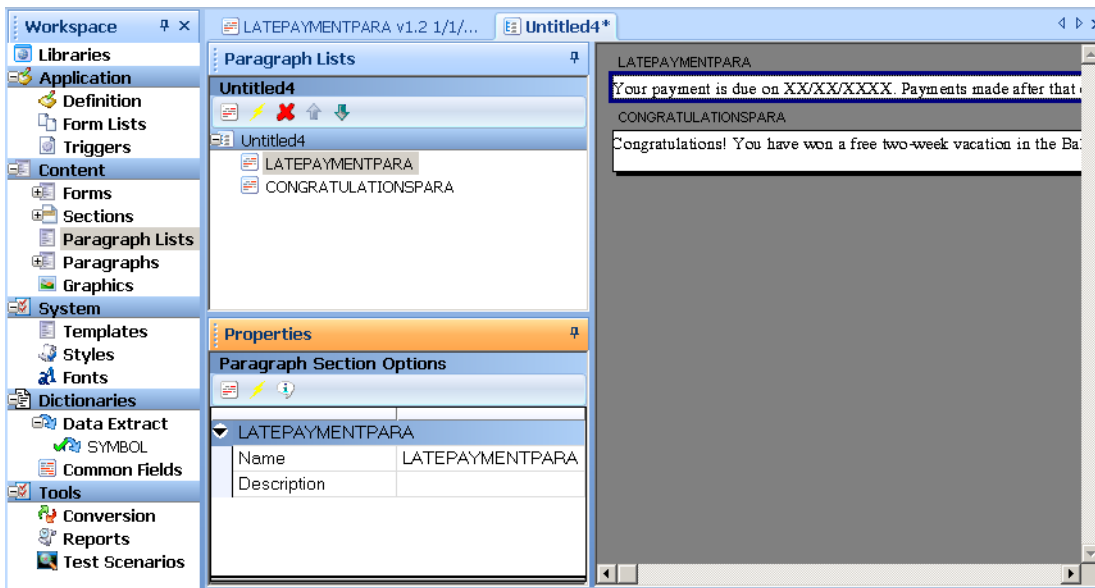 Workspace
Libraries
Application
Definition
Form Lists
Triggers
Content
Forms
Sections
Paragraph Lists
Paragraphs
Graphics
System
Templates
Styles
Fonts
Dictionaries
Data Extract
SYMBOL
Common Fields
Tools
Conversion
Reports
Test Scenarios
LATEPAYMENTPARA v1.2 1/1/...
Untitled4*
Paragraph Lists
Untitled4
Untitled4
LATEPAYMENTPARA
CONGRATULATIONSPARA
Properties
Paragraph Section Options
LATEPAYMENTPARA
Name LATEPAYMENTPARA
Description
LATEPAYMENTPARA
Your payment is due on XX/XX/XXXX. Payments made after that
CONGRATULATIONSPARA
Congratulations! You have won a free two-week vacation in the